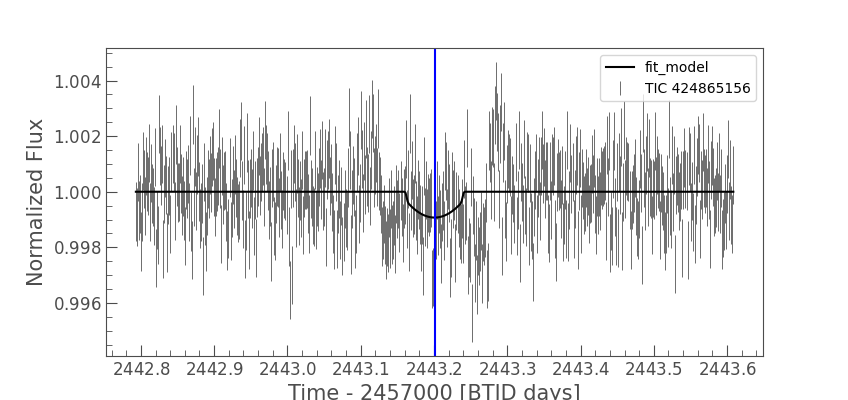 fit_model
TIC 424865156
Normalized Flux
1.004
1.002
1.000
0.998
0.996
2442.8 2442.9 2443.0 2443.1 2443.2 2443.3 2443.4 2443.5 2443.6
Time - 2457000 [BTJD days]